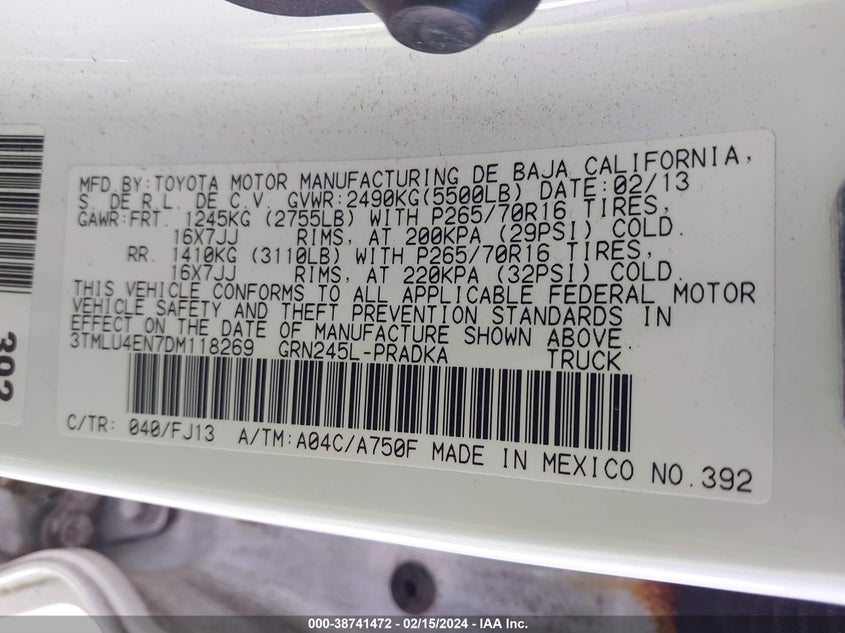 MFD BY:TOYOTA MOTOR MANUFACTURING DE BAJA CALIFORNIA,
S. DE R.L. DE C.V. GVWR:2490KG(5500LB) DATE:02/13
GAWR:FRT. 1245KG (2755LB) WITH P265/70R16 TIRES,
16X7JJ RIMS, AT 200KPA (29PSI) COLD.
RR. 1410KG (3110LB) WITH P265/70R16 TIRES,
16X7JJ RIMS, AT 220KPA (32PSI) COLD.
THIS VEHICLE CONFORMS TO ALL APPLICABLE FEDERAL MOTOR
VEHICLE SAFETY AND THEFT PREVENTION STANDARDS IN
EFFECT ON THE DATE OF MANUFACTURE SHOWN ABOVE.
3TMLU4EN7DM118269 GRN245L-PRADKA TRUCK
C/TR: 040/FJ13 A/TM:A04C/A750F MADE IN MEXICO NO.392
392
000-38741472 - 02/15/2024 - IAA Inc.